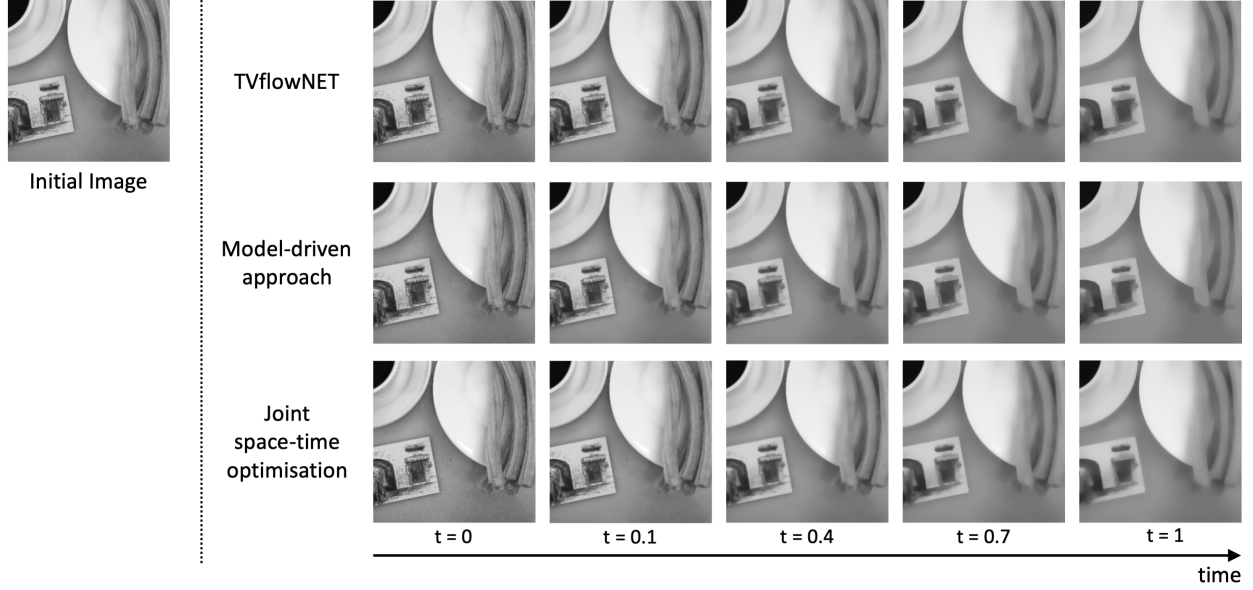 Initial Image
TVflowNET
Model-driven
approach
Joint
space-time
optimisation
t = 0
t = 0.1
t = 0.4
t = 0.7
t = 1
time